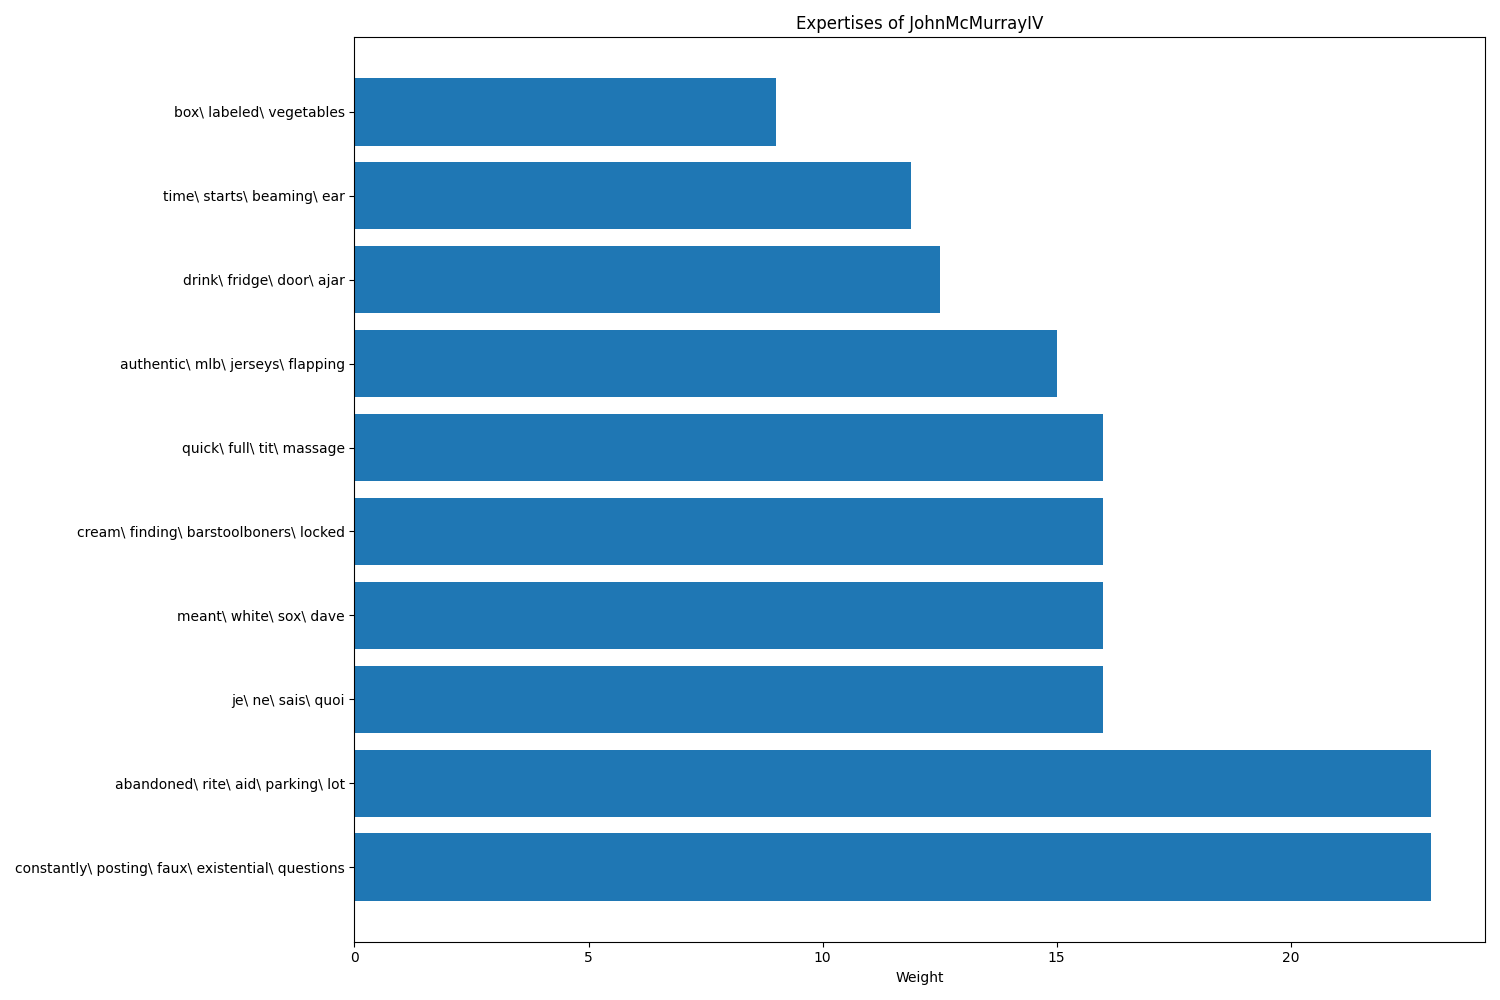 Expertises of JohnMcMurrayIV
box\ labeled\ vegetables
time\ starts\ beaming\ ear
drink\ fridge\ door\ ajar
authentic\ mlb\ jerseys\ flapping
quick\ full\ tit\ massage
cream\ finding\ barstoolboners\ locked
meant\ white\ sox\ dave
je\ ne\ sais\ quoi
abandoned\ rite\ aid\ parking\ lot
constantly\ posting\ faux\ existential\ questions
0 5 10 15 20
Weight